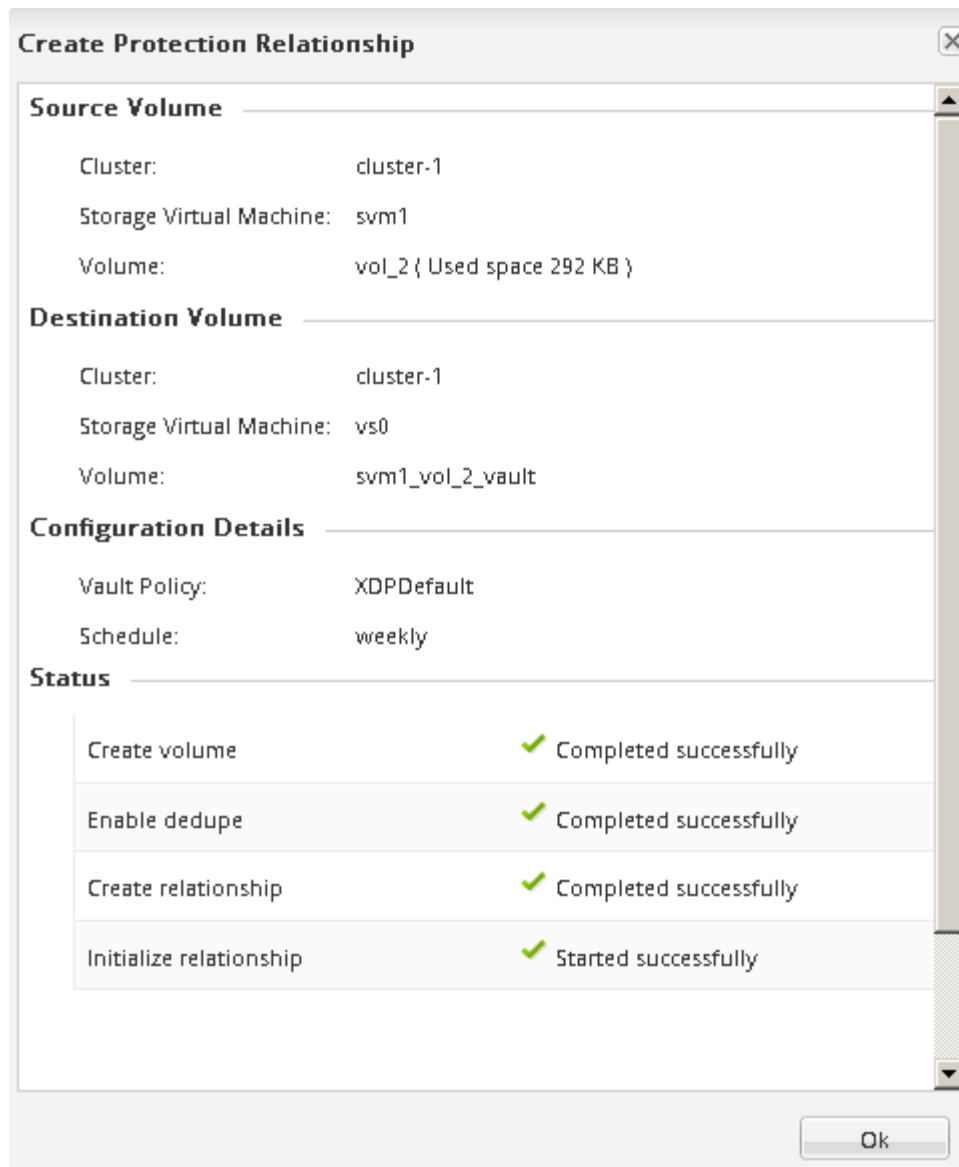 Create Protection Relationship
Source Volume
Cluster: cluster-1
Storage Virtual Machine: svm1
Volume: vol_2 ( Used space 292 KB )
Destination Volume
Cluster: cluster-1
Storage Virtual Machine: vs0
Volume: svm1_vol_2_vault
Configuration Details
Vault Policy: XDPDefault
Schedule: weekly
Status
Create volume Completed successfully
Enable dedupe Completed successfully
Create relationship Completed successfully
Initialize relationship Started successfully
Ok